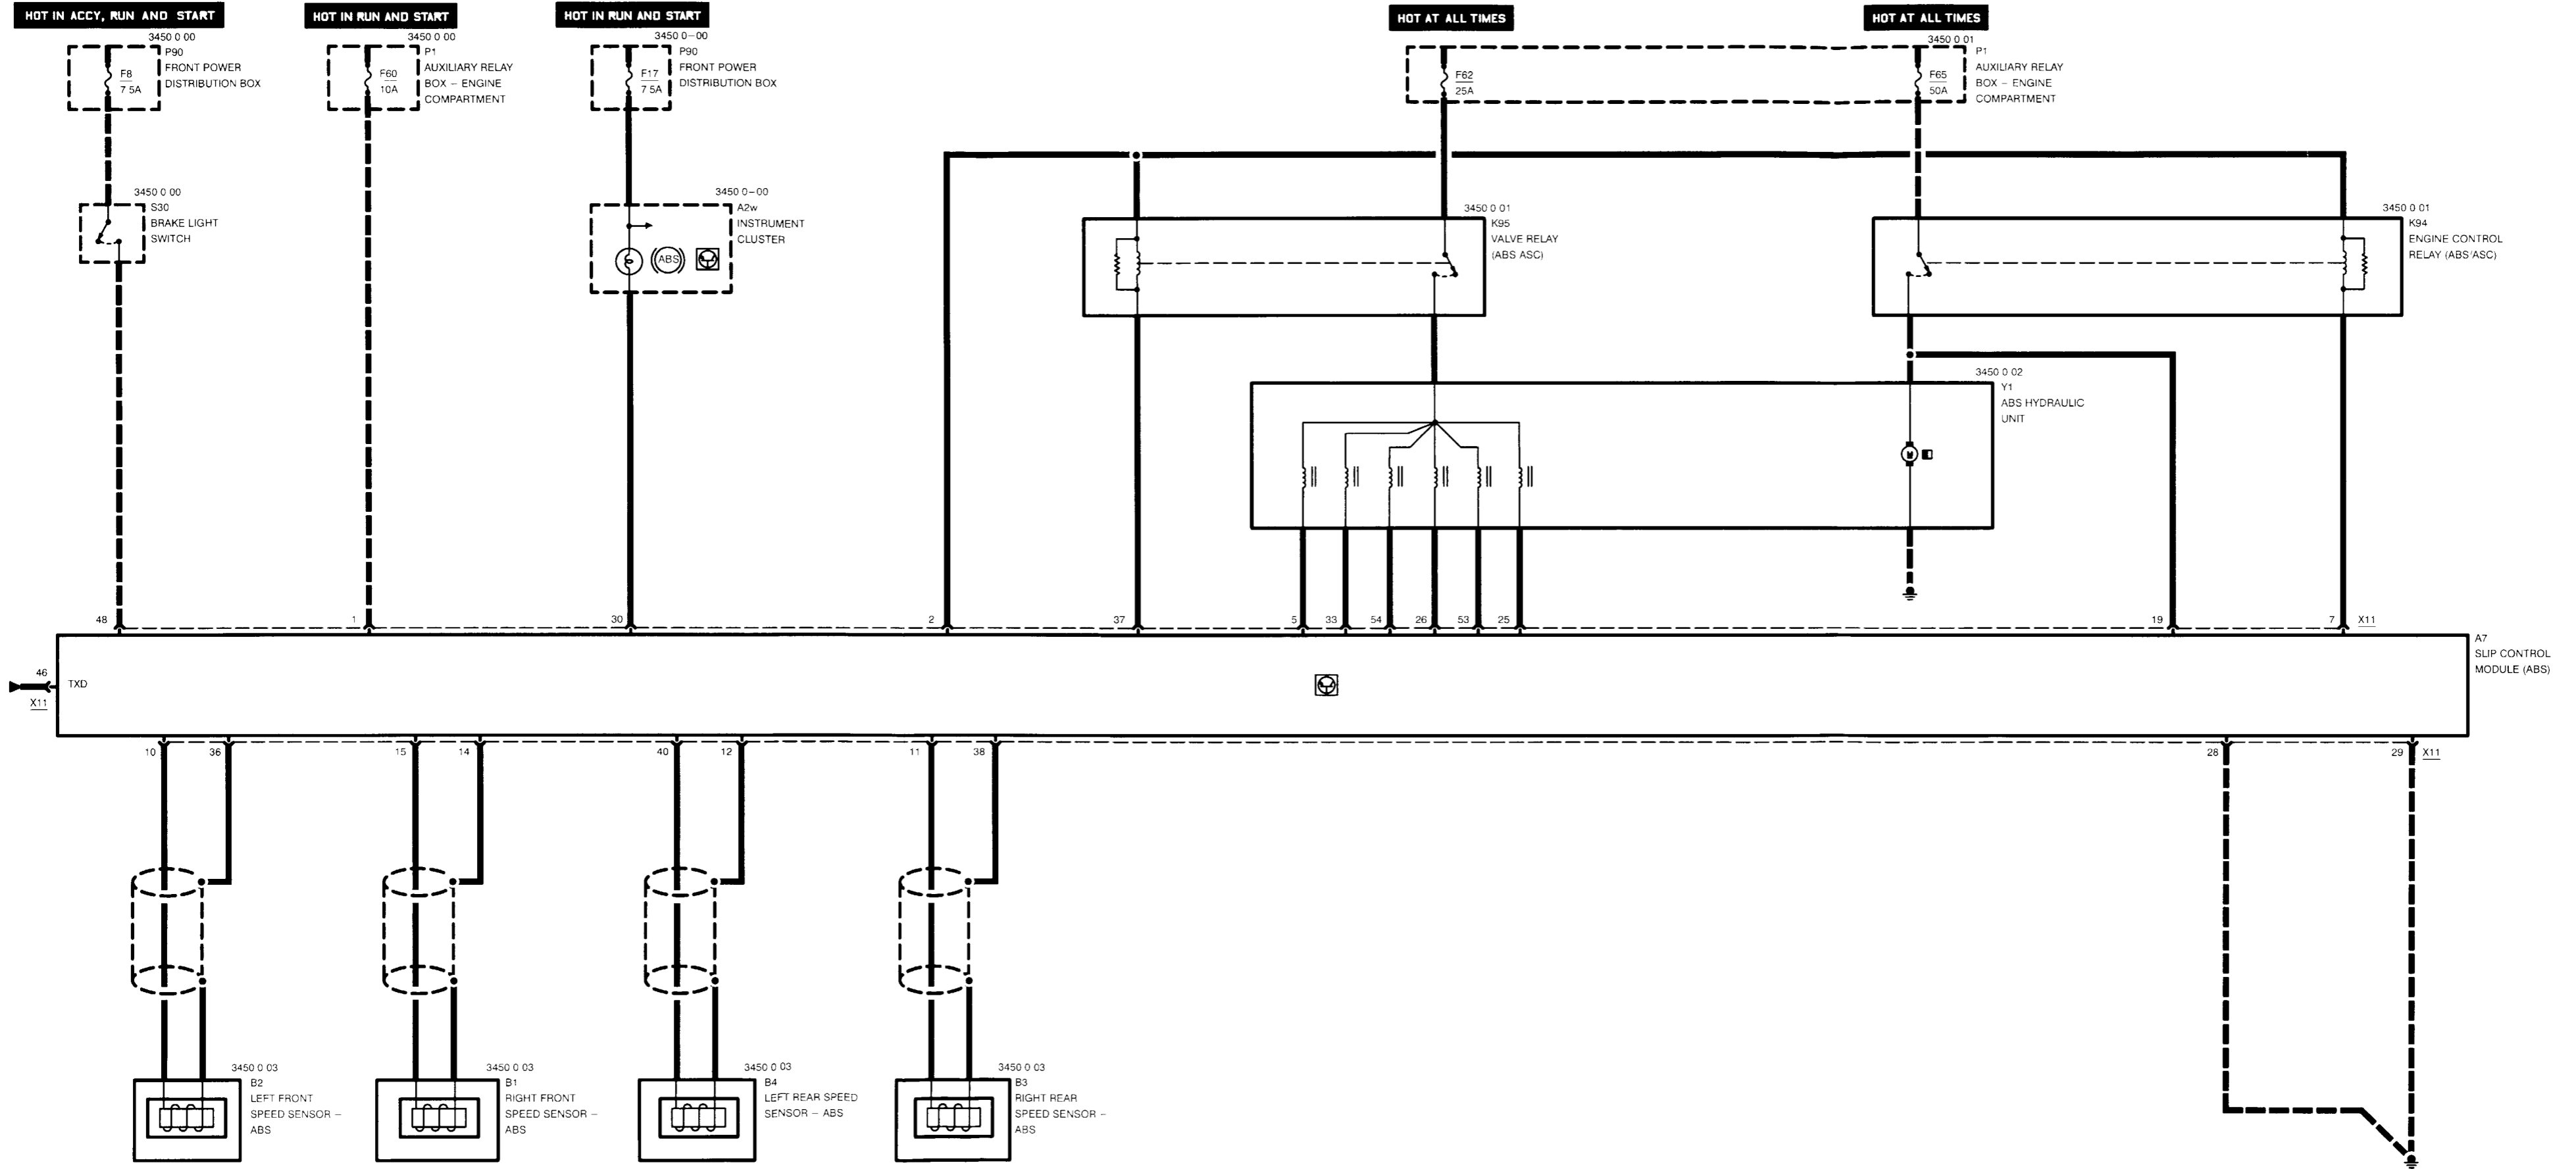 HOT IN ACCY, RUN AND START
3450 0 00
P90
FRONT POWER
DISTRIBUTION BOX
F8
7 5A
HOT IN RUN AND START
3450 0 00
P1
AUXILIARY RELAY
BOX – ENGINE
COMPARTMENT
F60
10A
HOT IN RUN AND START
3450 0–00
P90
FRONT POWER
DISTRIBUTION BOX
F17
7 5A
HOT AT ALL TIMES
F62
25A
HOT AT ALL TIMES
3450 0 01
P1
AUXILIARY RELAY
BOX – ENGINE
COMPARTMENT
F65
50A
3450 0 00
S30
BRAKE LIGHT
SWITCH
3450 0–00
A2w
INSTRUMENT
CLUSTER
ABS
3450 0 01
K95
VALVE RELAY
(ABS ASC)
3450 0 01
K94
ENGINE CONTROL
RELAY (ABS/ASC)
3450 0 02
Y1
ABS HYDRAULIC
UNIT
M
48
1
30
2
37
5
33
54
26
53
25
19
7
X11
A7
SLIP CONTROL
MODULE (ABS)
46
X11
TXD
10
36
15
14
40
12
11
38
28
29
X11
3450 0 03
B2
LEFT FRONT
SPEED SENSOR –
ABS
3450 0 03
B1
RIGHT FRONT
SPEED SENSOR –
ABS
3450 0 03
B4
LEFT REAR SPEED
SENSOR – ABS
3450 0 03
B3
RIGHT REAR
SPEED SENSOR –
ABS